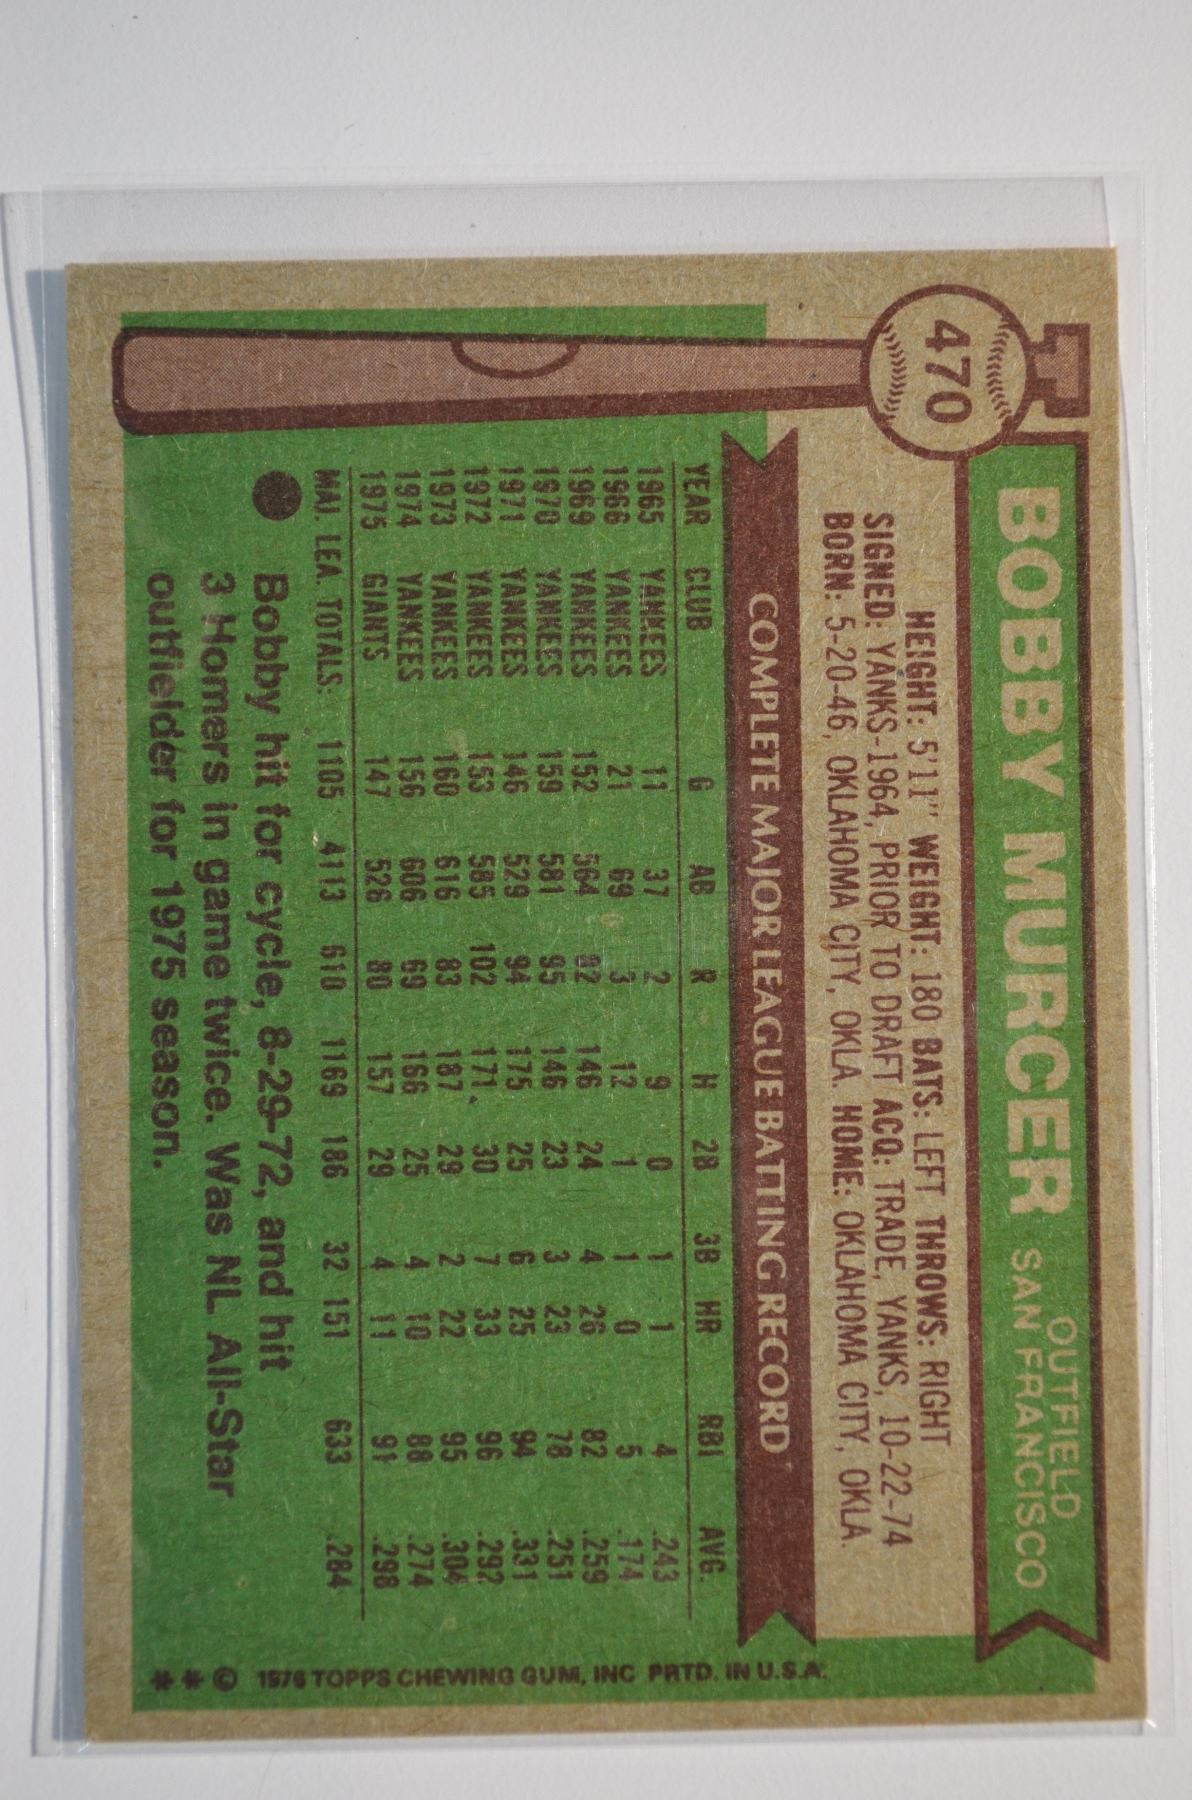 470
BOBBY MURCER OUTFIELD SAN FRANCISCO
HEIGHT: 5'11" WEIGHT: 180 BATS: LEFT THROWS: RIGHT
SIGNED: YANKS-1964, PRIOR TO DRAFT ACQ: TRADE, YANKS, 10-22-74
BORN: 5-20-46, OKLAHOMA CITY, OKLA. HOME: OKLAHOMA CITY, OKLA.
COMPLETE MAJOR LEAGUE BATTING RECORD
YEAR CLUB G AB R H 2B 3B HR RBI AVG.
1965 YANKEES 11 37 2 9 0 1 1 4 .243
1966 YANKEES 21 69 3 12 1 1 0 5 .174
1969 YANKEES 152 564 82 146 24 4 26 82 .259
1970 YANKEES 159 581 95 146 23 3 23 78 .251
1971 YANKEES 146 529 94 175 25 6 25 94 .331
1972 YANKEES 153 585 102 171 30 7 33 96 .292
1973 YANKEES 160 616 83 187 29 2 22 95 .304
1974 YANKEES 156 606 69 166 25 4 10 88 .274
1975 GIANTS 147 526 80 157 29 4 11 91 .298
MAJ. LEA. TOTALS: 1105 4113 610 1169 186 32 151 633 .284
Bobby hit for cycle, 8-29-72, and hit
3 Homers in game twice. Was NL All-Star
outfielder for 1975 season.
** © 1976 TOPPS CHEWING GUM, INC PRTD. IN U.S.A.